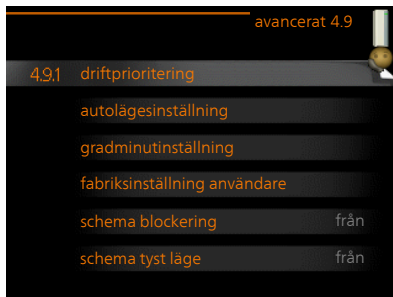 avancerat 4.9
4.9.1 driftprioritering
autolägesinställning
gradminutinställning
fabriksinställning användare
schema blockering från
schema tyst läge från